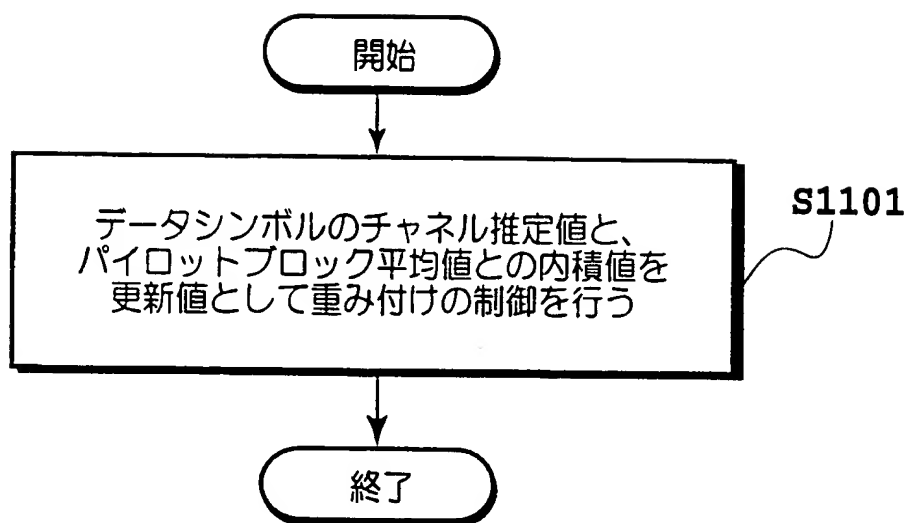 開始
データシンボルのチャネル推定値と、
パイロットブロック平均値との内積値を
更新値として重み付けの制御を行う
S1101
終了